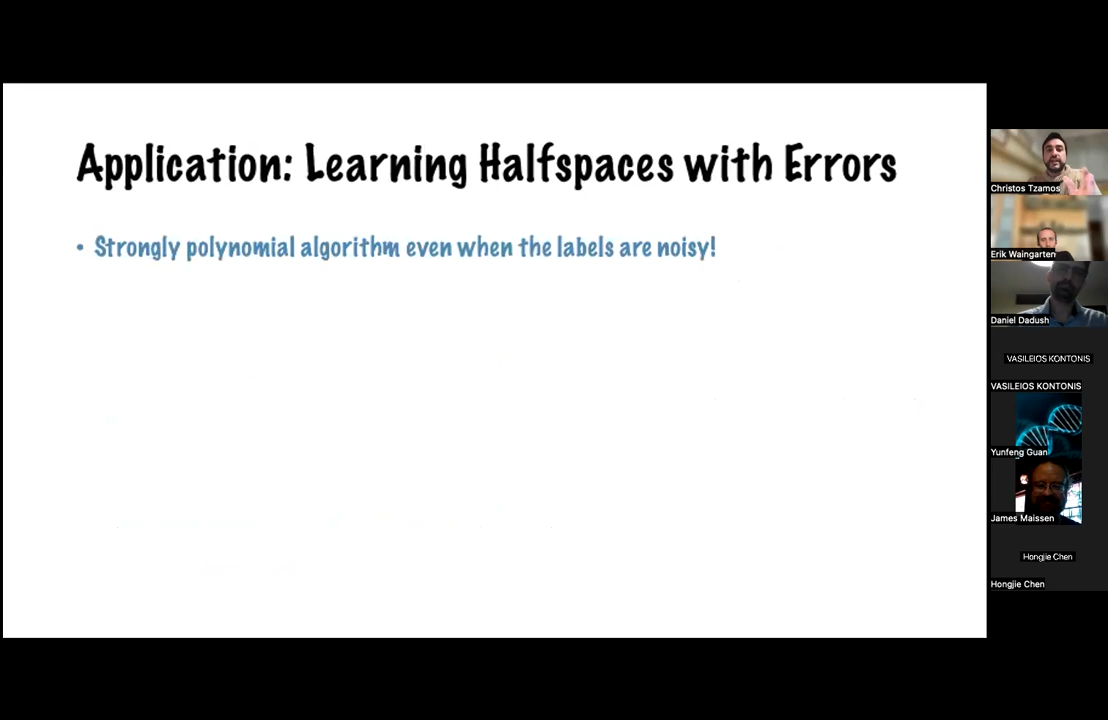 Application: Learning Halfspaces with Errors
• Strongly polynomial algorithm even when the labels are noisy!
Christos Tzamos
Erik Waingarten
Daniel Dadush
VASILEIOS KONTONIS
VASILEIOS KONTONIS
Yunfeng Guan
James Maissen
Hongjie Chen
Hongjie Chen